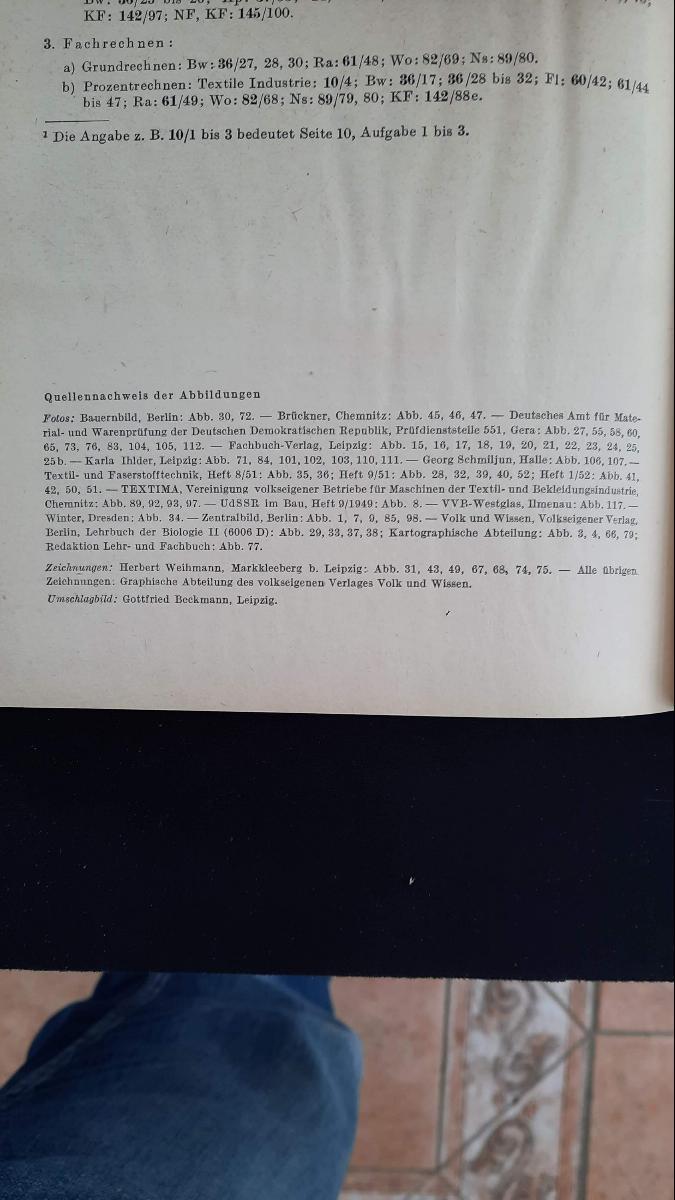 KF: 142/97; NF, KF: 145/100.
3. Fachrechnen:
a) Grundrechnen: Bw: 36/27, 28, 30; Ra: 61/48; Wo: 82/69; Ns: 89/80.
b) Prozentrechnen: Textile Industrie: 10/4; Bw: 36/17; 36/28 bis 32; Fl: 60/42; 61/44
bis 47; Ra: 61/49; Wo: 82/68; Ns: 89/79, 80; KF: 142/88e.
¹ Die Angabe z. B. 10/1 bis 3 bedeutet Seite 10, Aufgabe 1 bis 3.
Quellennachweis der Abbildungen
Fotos: Bauernbild, Berlin: Abb. 30, 72. — Brückner, Chemnitz: Abb. 45, 46, 47. — Deutsches Amt für Mate-
rial- und Warenprüfung der Deutschen Demokratischen Republik, Prüfdienststelle 551, Gera: Abb. 27, 55, 58, 60,
65, 73, 76, 83, 104, 105, 112. — Fachbuch-Verlag, Leipzig: Abb. 15, 16, 17, 18, 19, 20, 21, 22, 23, 24, 25,
25b. — Karla Ihlder, Leipzig: Abb. 71, 84, 101, 102, 103, 110, 111. — Georg Schmiljun, Halle: Abb. 106, 107. —
Textil- und Faserstofftechnik, Heft 8/51: Abb. 35, 36; Heft 9/51: Abb. 28, 32, 39, 40, 52; Heft 1/52: Abb. 41,
42, 50, 51. — TEXTIMA, Vereinigung volkseigener Betriebe für Maschinen der Textil- und Bekleidungsindustrie,
Chemnitz: Abb. 89, 92, 93, 97. — UdSSR im Bau, Heft 9/1949: Abb. 8. — VVB-Westglas, Ilmenau: Abb. 117. —
Winter, Dresden: Abb. 34. — Zentralbild, Berlin: Abb. 1, 7, 9, 85, 98. — Volk und Wissen, Volkseigener Verlag,
Berlin, Lehrbuch der Biologie II (6006 D): Abb. 29, 33, 37, 38; Kartographische Abteilung: Abb. 3, 4, 66, 79;
Redaktion Lehr- und Fachbuch: Abb. 77.
Zeichnungen: Herbert Weihmann, Markkleeberg b. Leipzig: Abb. 31, 43, 49, 67, 68, 74, 75. — Alle übrigen
Zeichnungen: Graphische Abteilung des volkseigenen Verlages Volk und Wissen.
Umschlagbild: Gottfried Beckmann, Leipzig.